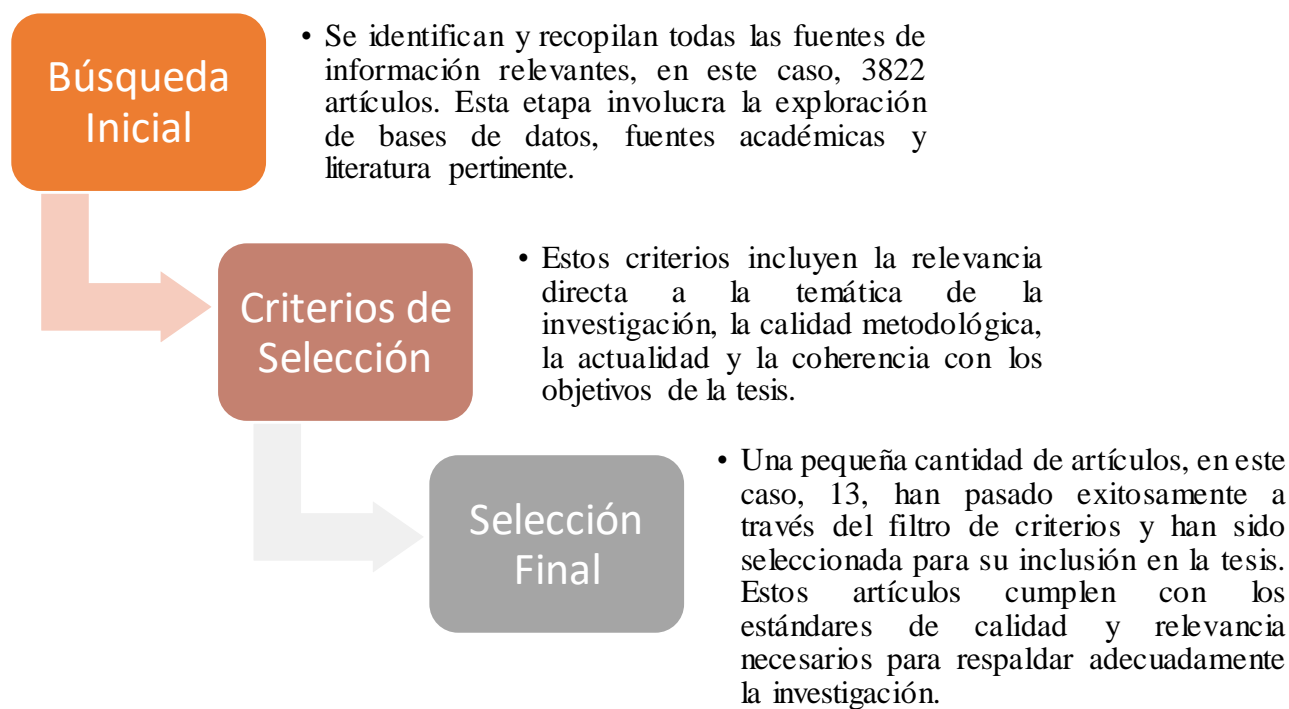 Búsqueda
Inicial
• Se identifican y recopilan todas las fuentes de
información relevantes, en este caso, 3822
artículos. Esta etapa involucra la exploración
de bases de datos, fuentes académicas y
literatura pertinente.
Criterios de
Selección
• Estos criterios incluyen la relevancia
directa a la temática de la
investigación, la calidad metodológica,
la actualidad y la coherencia con los
objetivos de la tesis.
Selección
Final
• Una pequeña cantidad de artículos, en este
caso, 13, han pasado exitosamente a
través del filtro de criterios y han sido
seleccionada para su inclusión en la tesis.
Estos artículos cumplen con los
estándares de calidad y relevancia
necesarios para respaldar adecuadamente
la investigación.